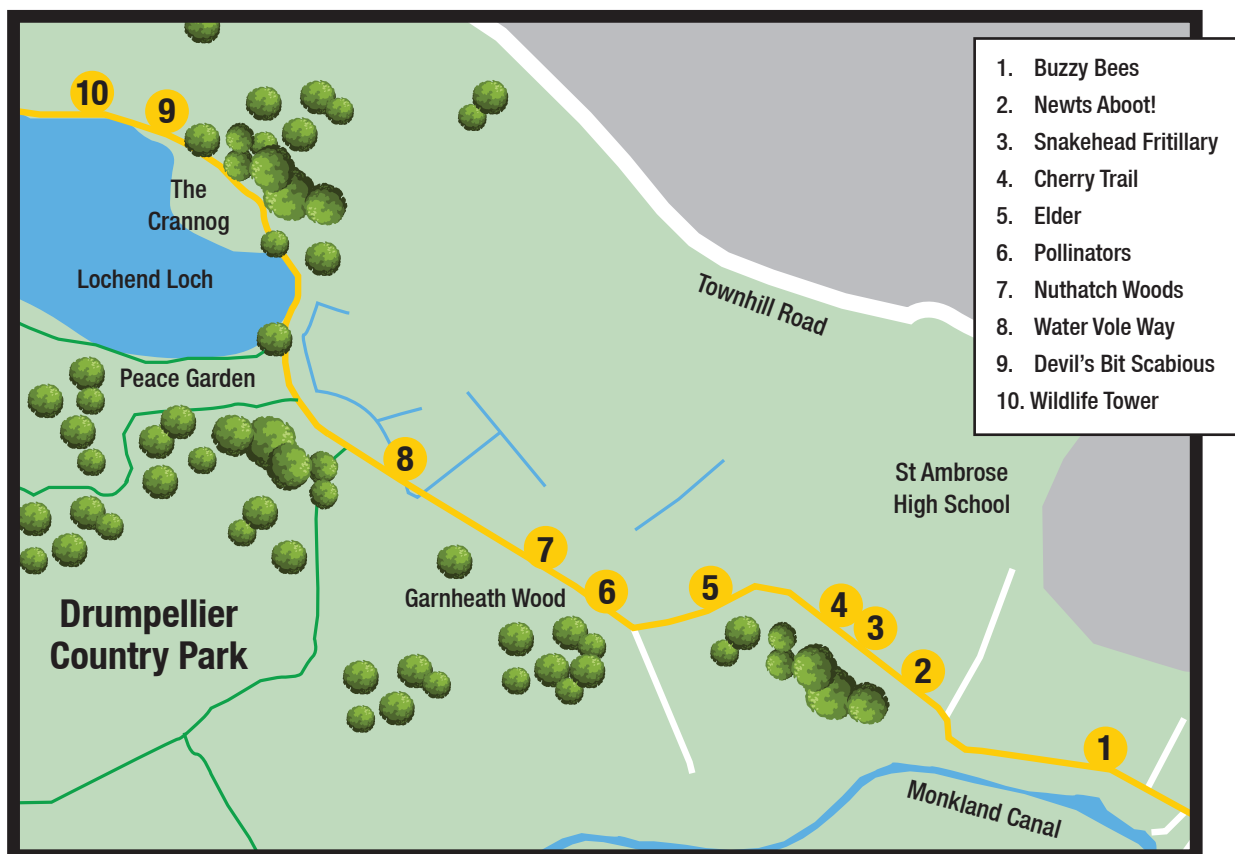 10
9
The
Crannog
Lochend Loch
Peace Garden
Townhill Road
8
7
6
5
4
3
2
1
Garnheath Wood
Drumpellier
Country Park
St Ambrose
High School
Monkland Canal
1. Buzzy Bees
2. Newts Aboot!
3. Snakehead Fritillary
4. Cherry Trail
5. Elder
6. Pollinators
7. Nuthatch Woods
8. Water Vole Way
9. Devil's Bit Scabious
10. Wildlife Tower